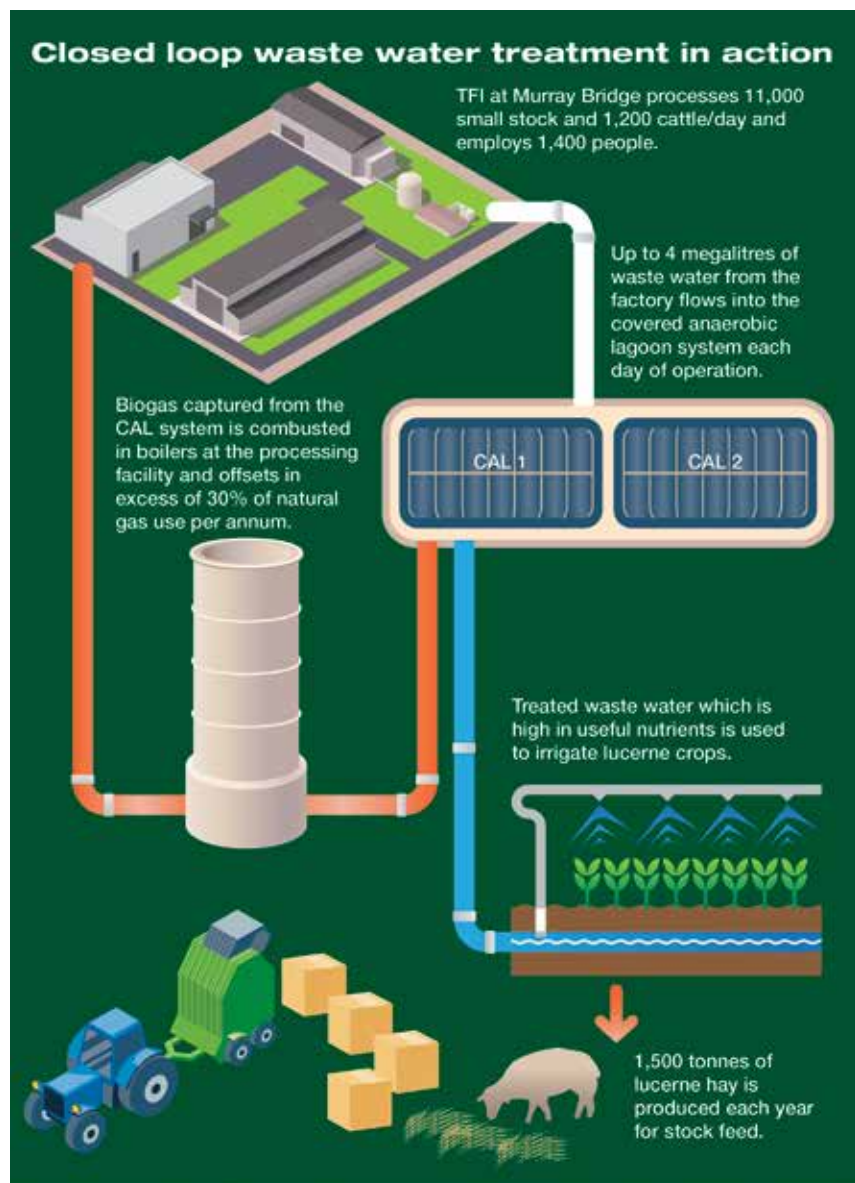 Closed loop waste water treatment in action
TFI at Murray Bridge processes 11,000
small stock and 1,200 cattle/day and
employs 1,400 people.
Up to 4 megalitres of
waste water from the
factory flows into the
covered anaerobic
lagoon system each
day of operation.
Biogas captured from the
CAL system is combusted
in boilers at the processing
facility and offsets in
excess of 30% of natural
gas use per annum.
CAL 1
CAL 2
Treated waste water which is
high in useful nutrients is used
to irrigate lucerne crops.
1,500 tonnes of
lucerne hay is
produced each year
for stock feed.